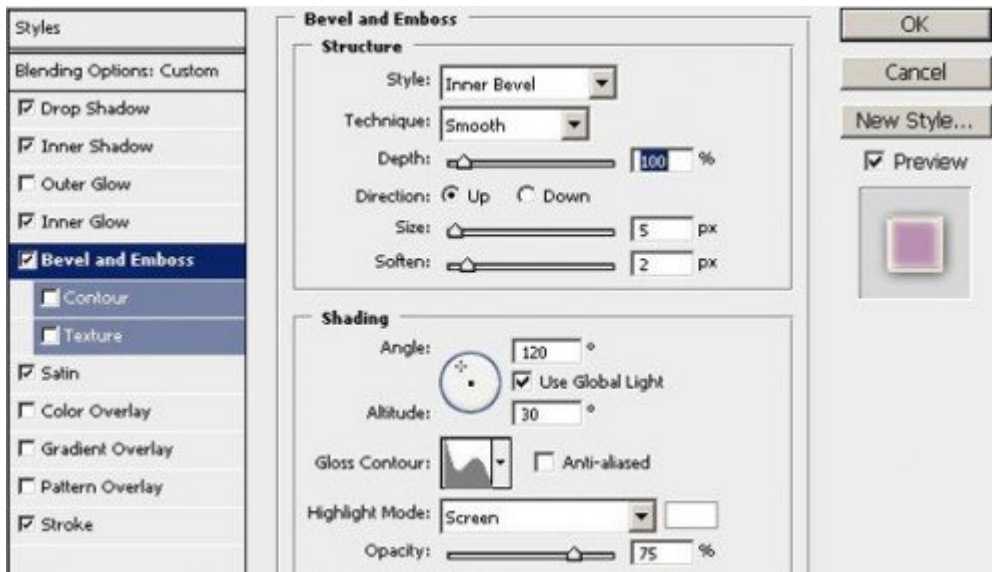 Styles
Blending Options: Custom
Drop Shadow
Inner Shadow
Outer Glow
Inner Glow
Bevel and Emboss
Contour
Texture
Satin
Color Overlay
Gradient Overlay
Pattern Overlay
Stroke
Bevel and Emboss
Structure
Style: Inner Bevel
Technique: Smooth
Depth: 100 %
Direction: Up Down
Size: 5 px
Soften: 2 px
Shading
Angle: 120 °
Use Global Light
Altitude: 30 °
Gloss Contour: Anti-aliased
Highlight Mode: Screen
Opacity: 75 %
OK
Cancel
New Style...
Preview